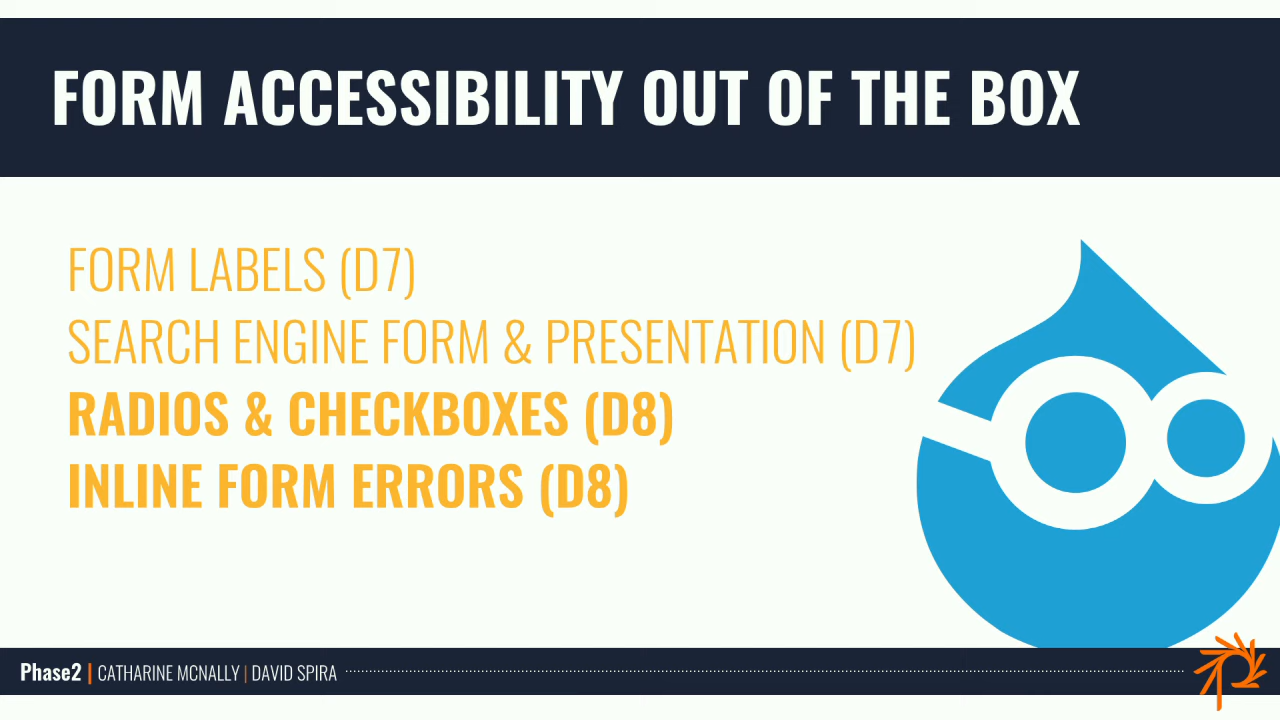 FORM ACCESSIBILITY OUT OF THE BOX
FORM LABELS (D7)
SEARCH ENGINE FORM & PRESENTATION (D7)
RADIOS & CHECKBOXES (D8)
INLINE FORM ERRORS (D8)
Phase2 | CATHARINE MCNALLY | DAVID SPIRA